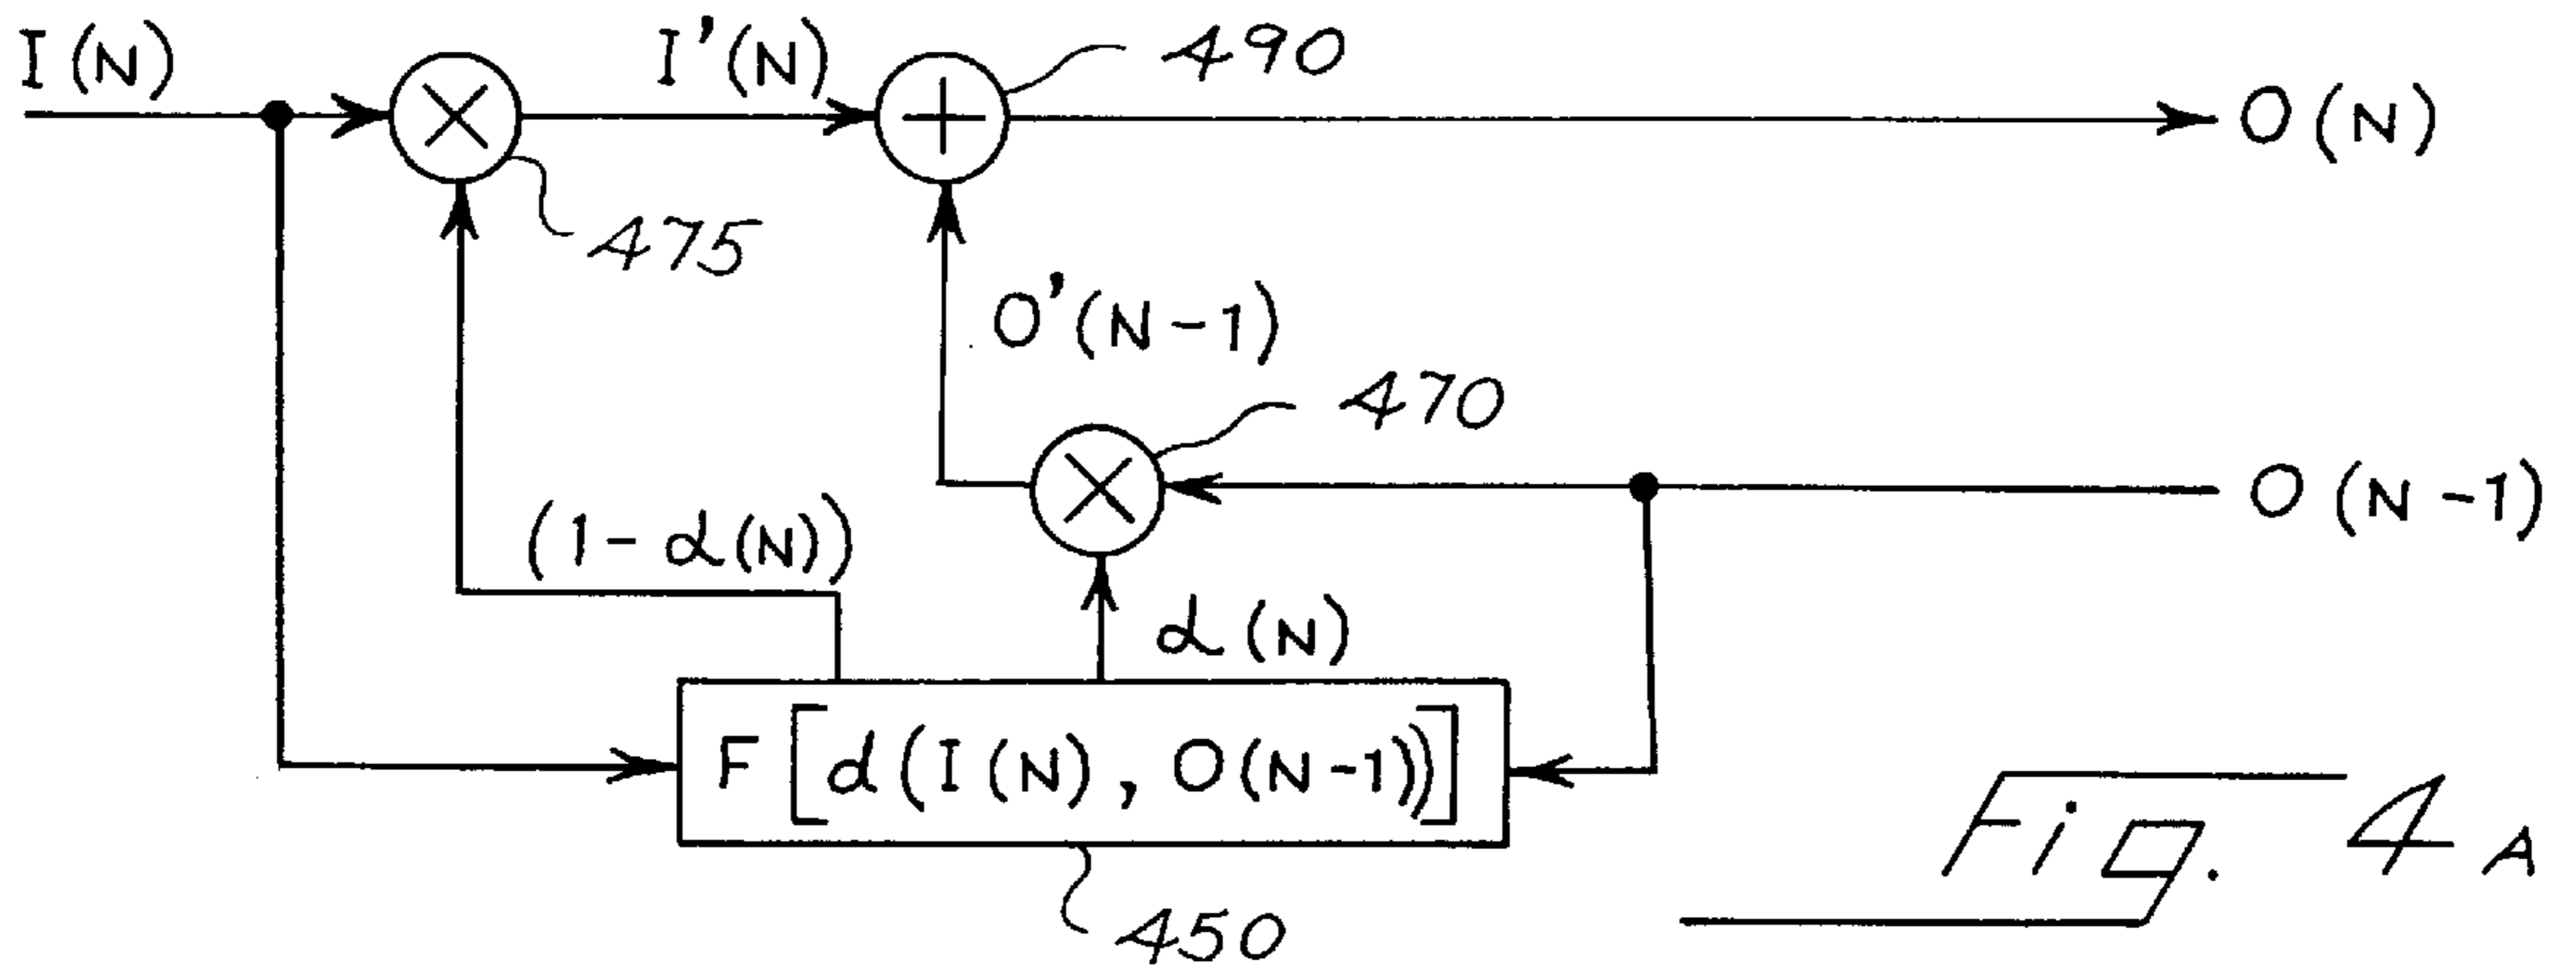 I(N)
I'(N)
490
O(N)
475
O'(N-1)
470
O(N-1)
(1-α(N))
α(N)
F[d(I(N), O(N-1))]
450
Fig. 4A